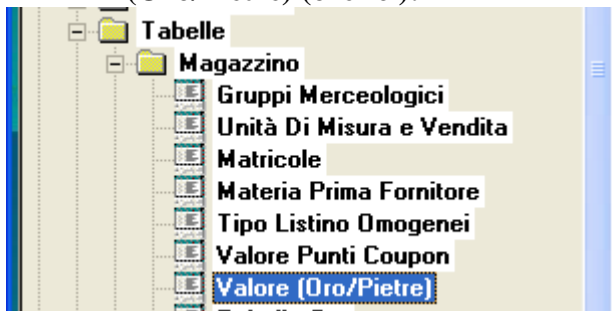 Tabelle
Magazzino
Gruppi Merceologici
Unità Di Misura e Vendita
Matricole
Materia Prima Fornitore
Tipo Listino Omogenei
Valore Punti Coupon
Valore (Oro/Pietre)